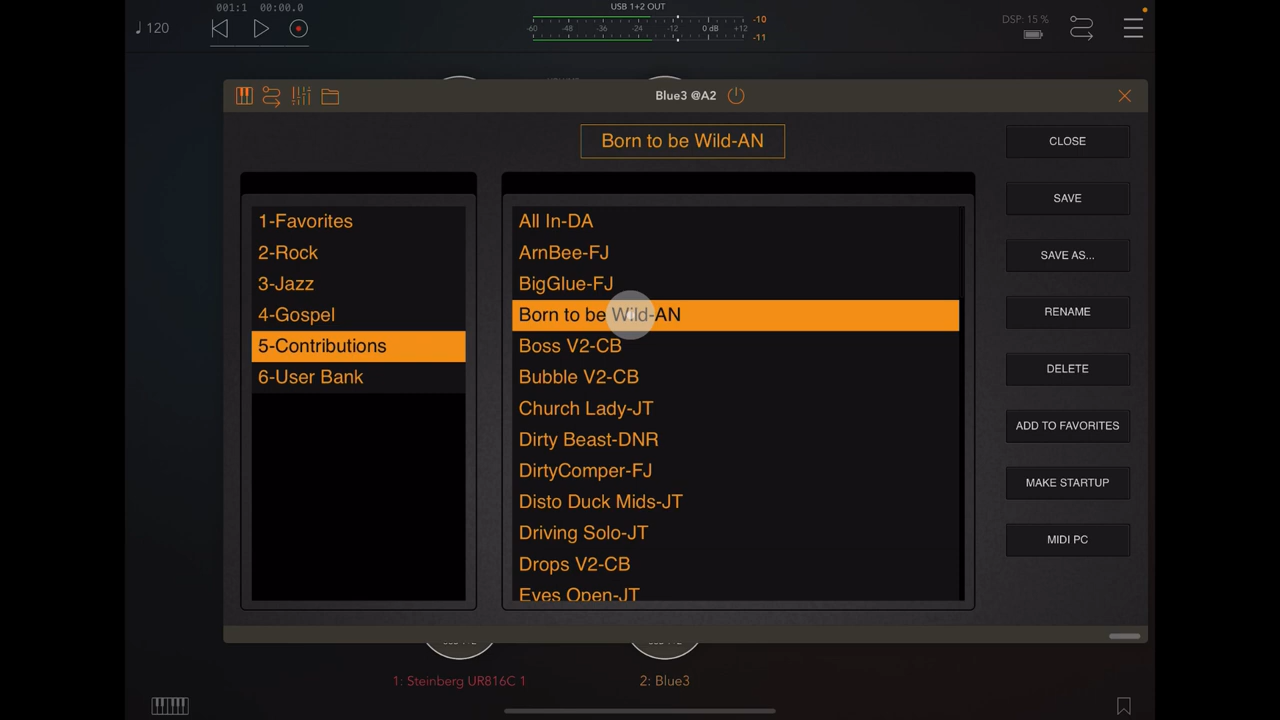 001:1 00:00.0
USB 1+2 OUT
♩ 120
-60 -48 -36 -24 -12 0 dB +12
-10
-11
DSP: 15 %
Blue3 @A2
Born to be Wild-AN
1-Favorites
2-Rock
3-Jazz
4-Gospel
5-Contributions
6-User Bank
All In-DA
ArnBee-FJ
BigGlue-FJ
Born to be Wild-AN
Boss V2-CB
Bubble V2-CB
Church Lady-JT
Dirty Beast-DNR
DirtyComper-FJ
Disto Duck Mids-JT
Driving Solo-JT
Drops V2-CB
Eyes Open-JT
CLOSE
SAVE
SAVE AS...
RENAME
DELETE
ADD TO FAVORITES
MAKE STARTUP
MIDI PC
1: Steinberg UR816C 1
2: Blue3